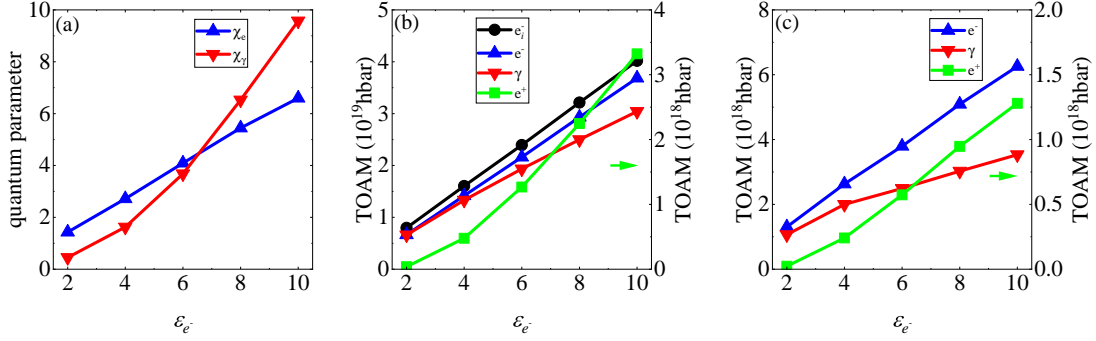 (a)
χe
χγ
quantum parameter
10
8
6
4
2
0
2 4 6 8 10
εe-
(b)
ei-
e-
γ
e+
TOAM (10^19hbar)
5
4
3
2
1
0
4
3
2
1
0
TOAM (10^18hbar)
2 4 6 8 10
εe-
(c)
e-
γ
e+
TOAM (10^18hbar)
8
6
4
2
0
2.0
1.5
1.0
0.5
0.0
TOAM (10^18hbar)
2 4 6 8 10
εe-